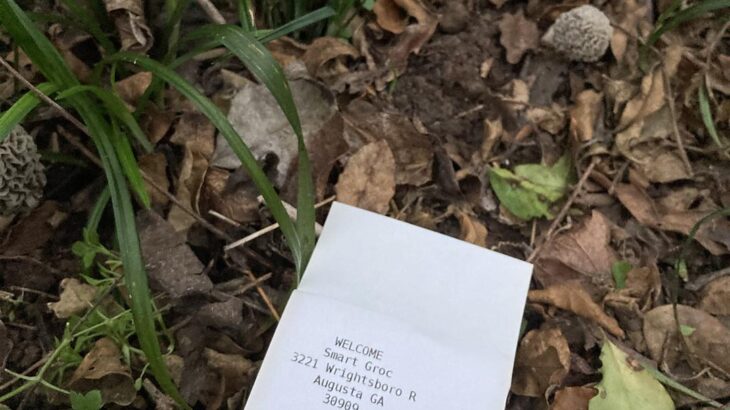 WELCOME
Smart Groc
3221 Wrightsboro R
Augusta GA
30909